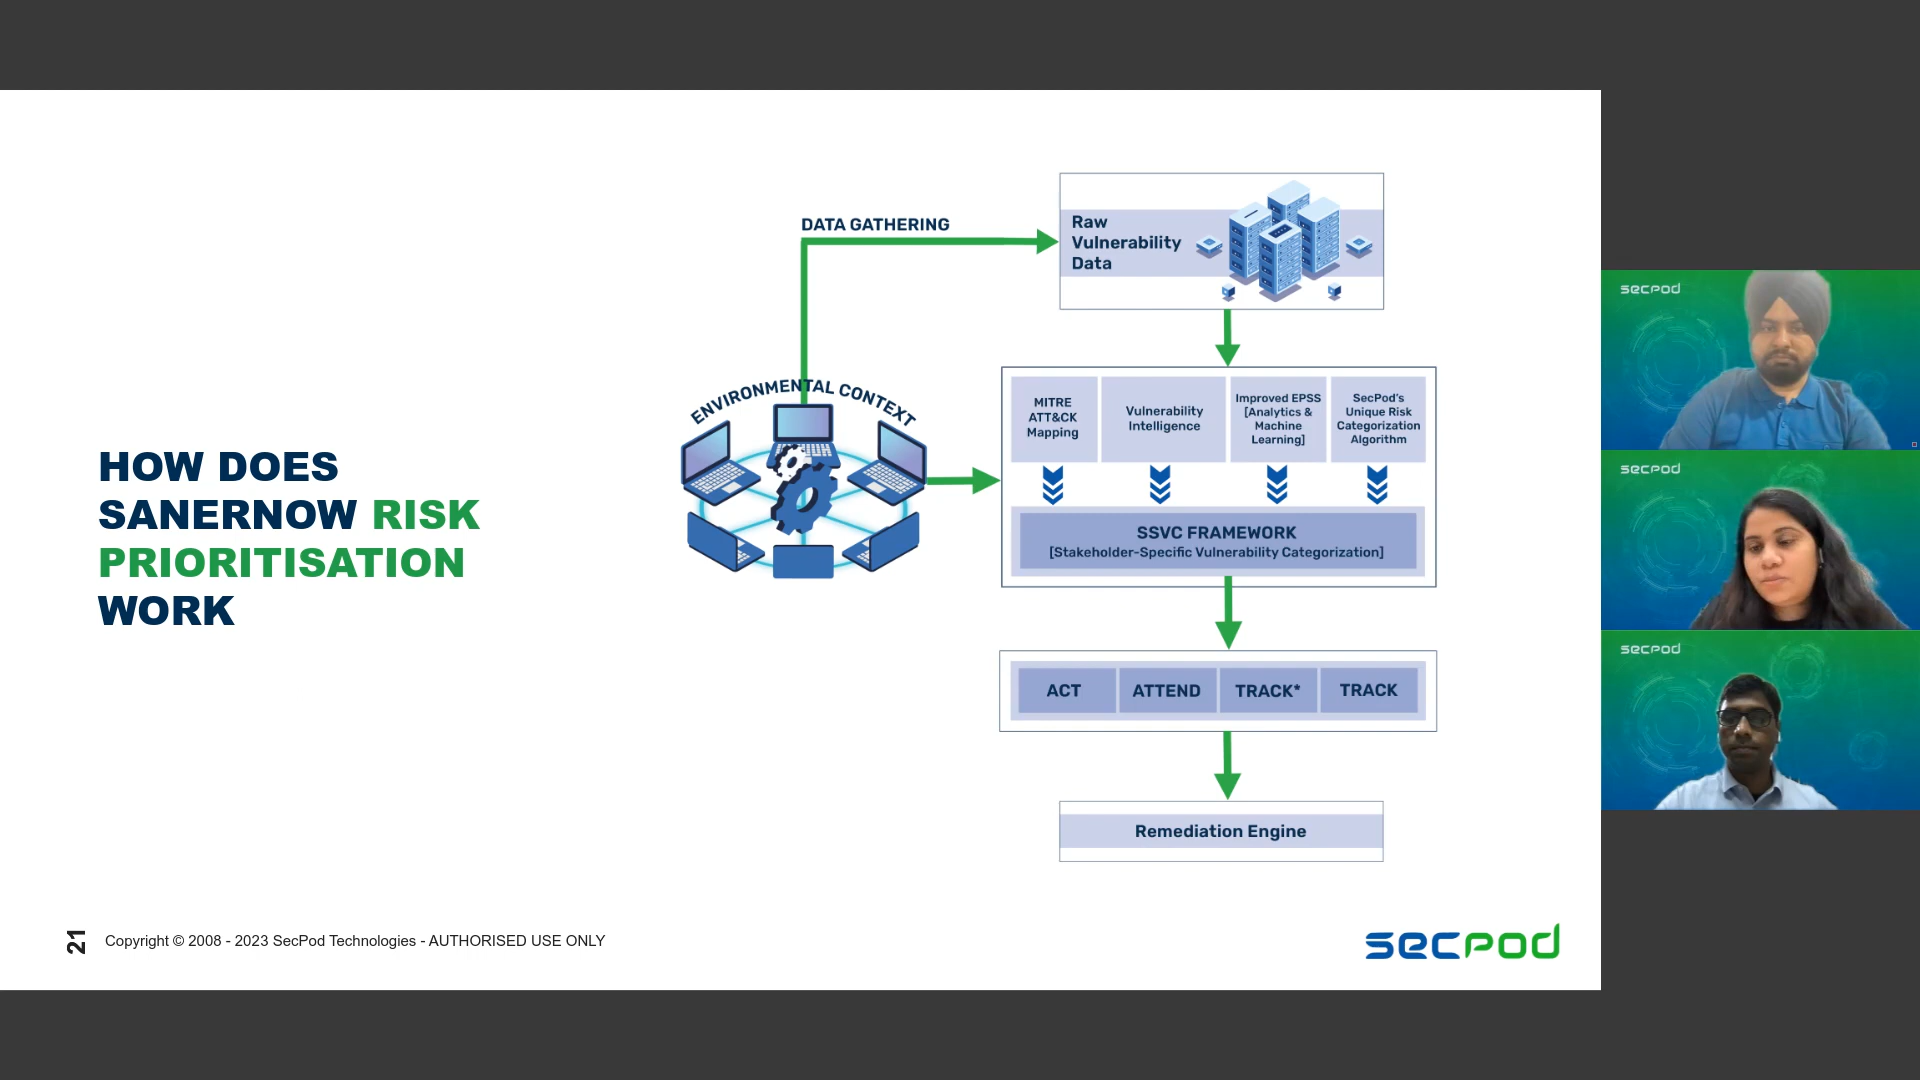 HOW DOES
SANERNOW RISK
PRIORITISATION
WORK
DATA GATHERING
Raw
Vulnerability
Data
ENVIRONMENTAL CONTEXT
MITRE
ATT&CK
Mapping
Vulnerability
Intelligence
Improved EPSS
[Analytics &
Machine
Learning]
SecPod's
Unique Risk
Categorization
Algorithm
SSVC FRAMEWORK
[Stakeholder-Specific Vulnerability Categorization]
ACT
ATTEND
TRACK*
TRACK
Remediation Engine
21
Copyright © 2008 - 2023 SecPod Technologies - AUTHORISED USE ONLY
secpod
secpod
secpod
secpod